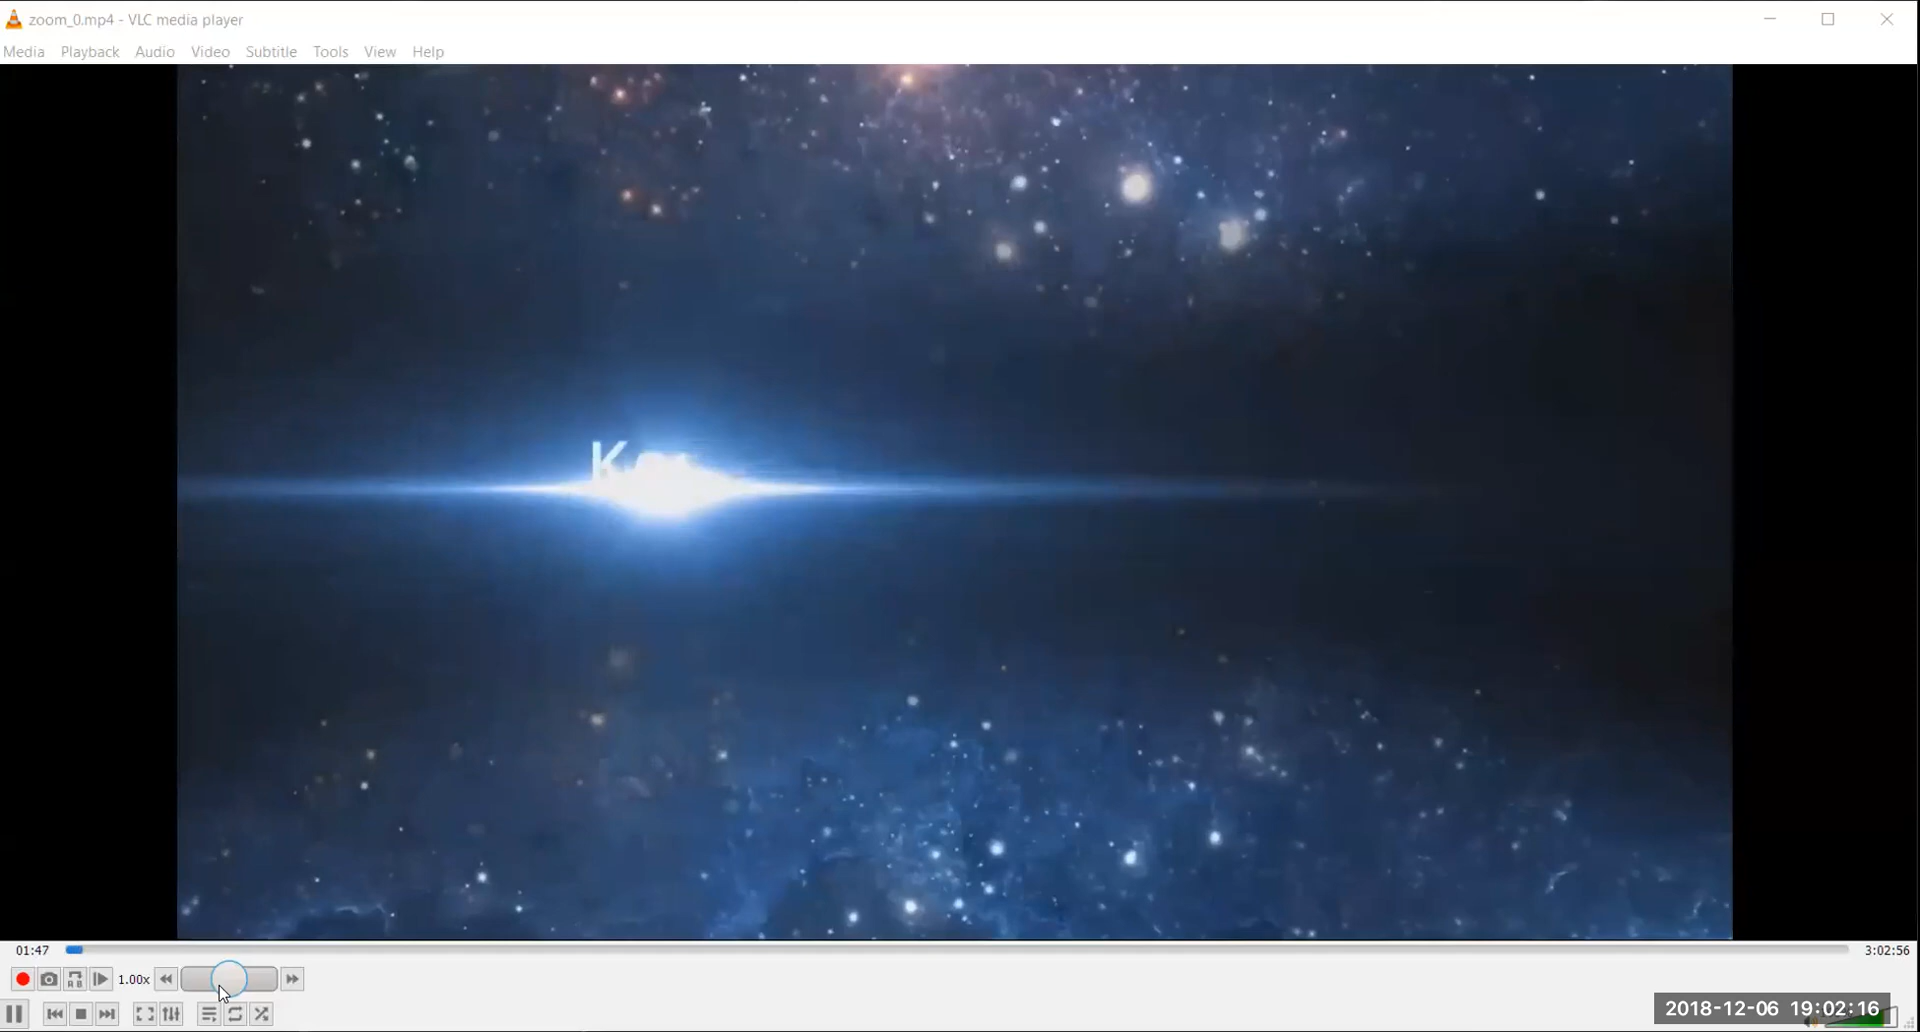 zoom_0.mp4 - VLC media player
Media Playback Audio Video Subtitle Tools View Help
01:47
3:02:56
1.00x
2018-12-06 19:02:16